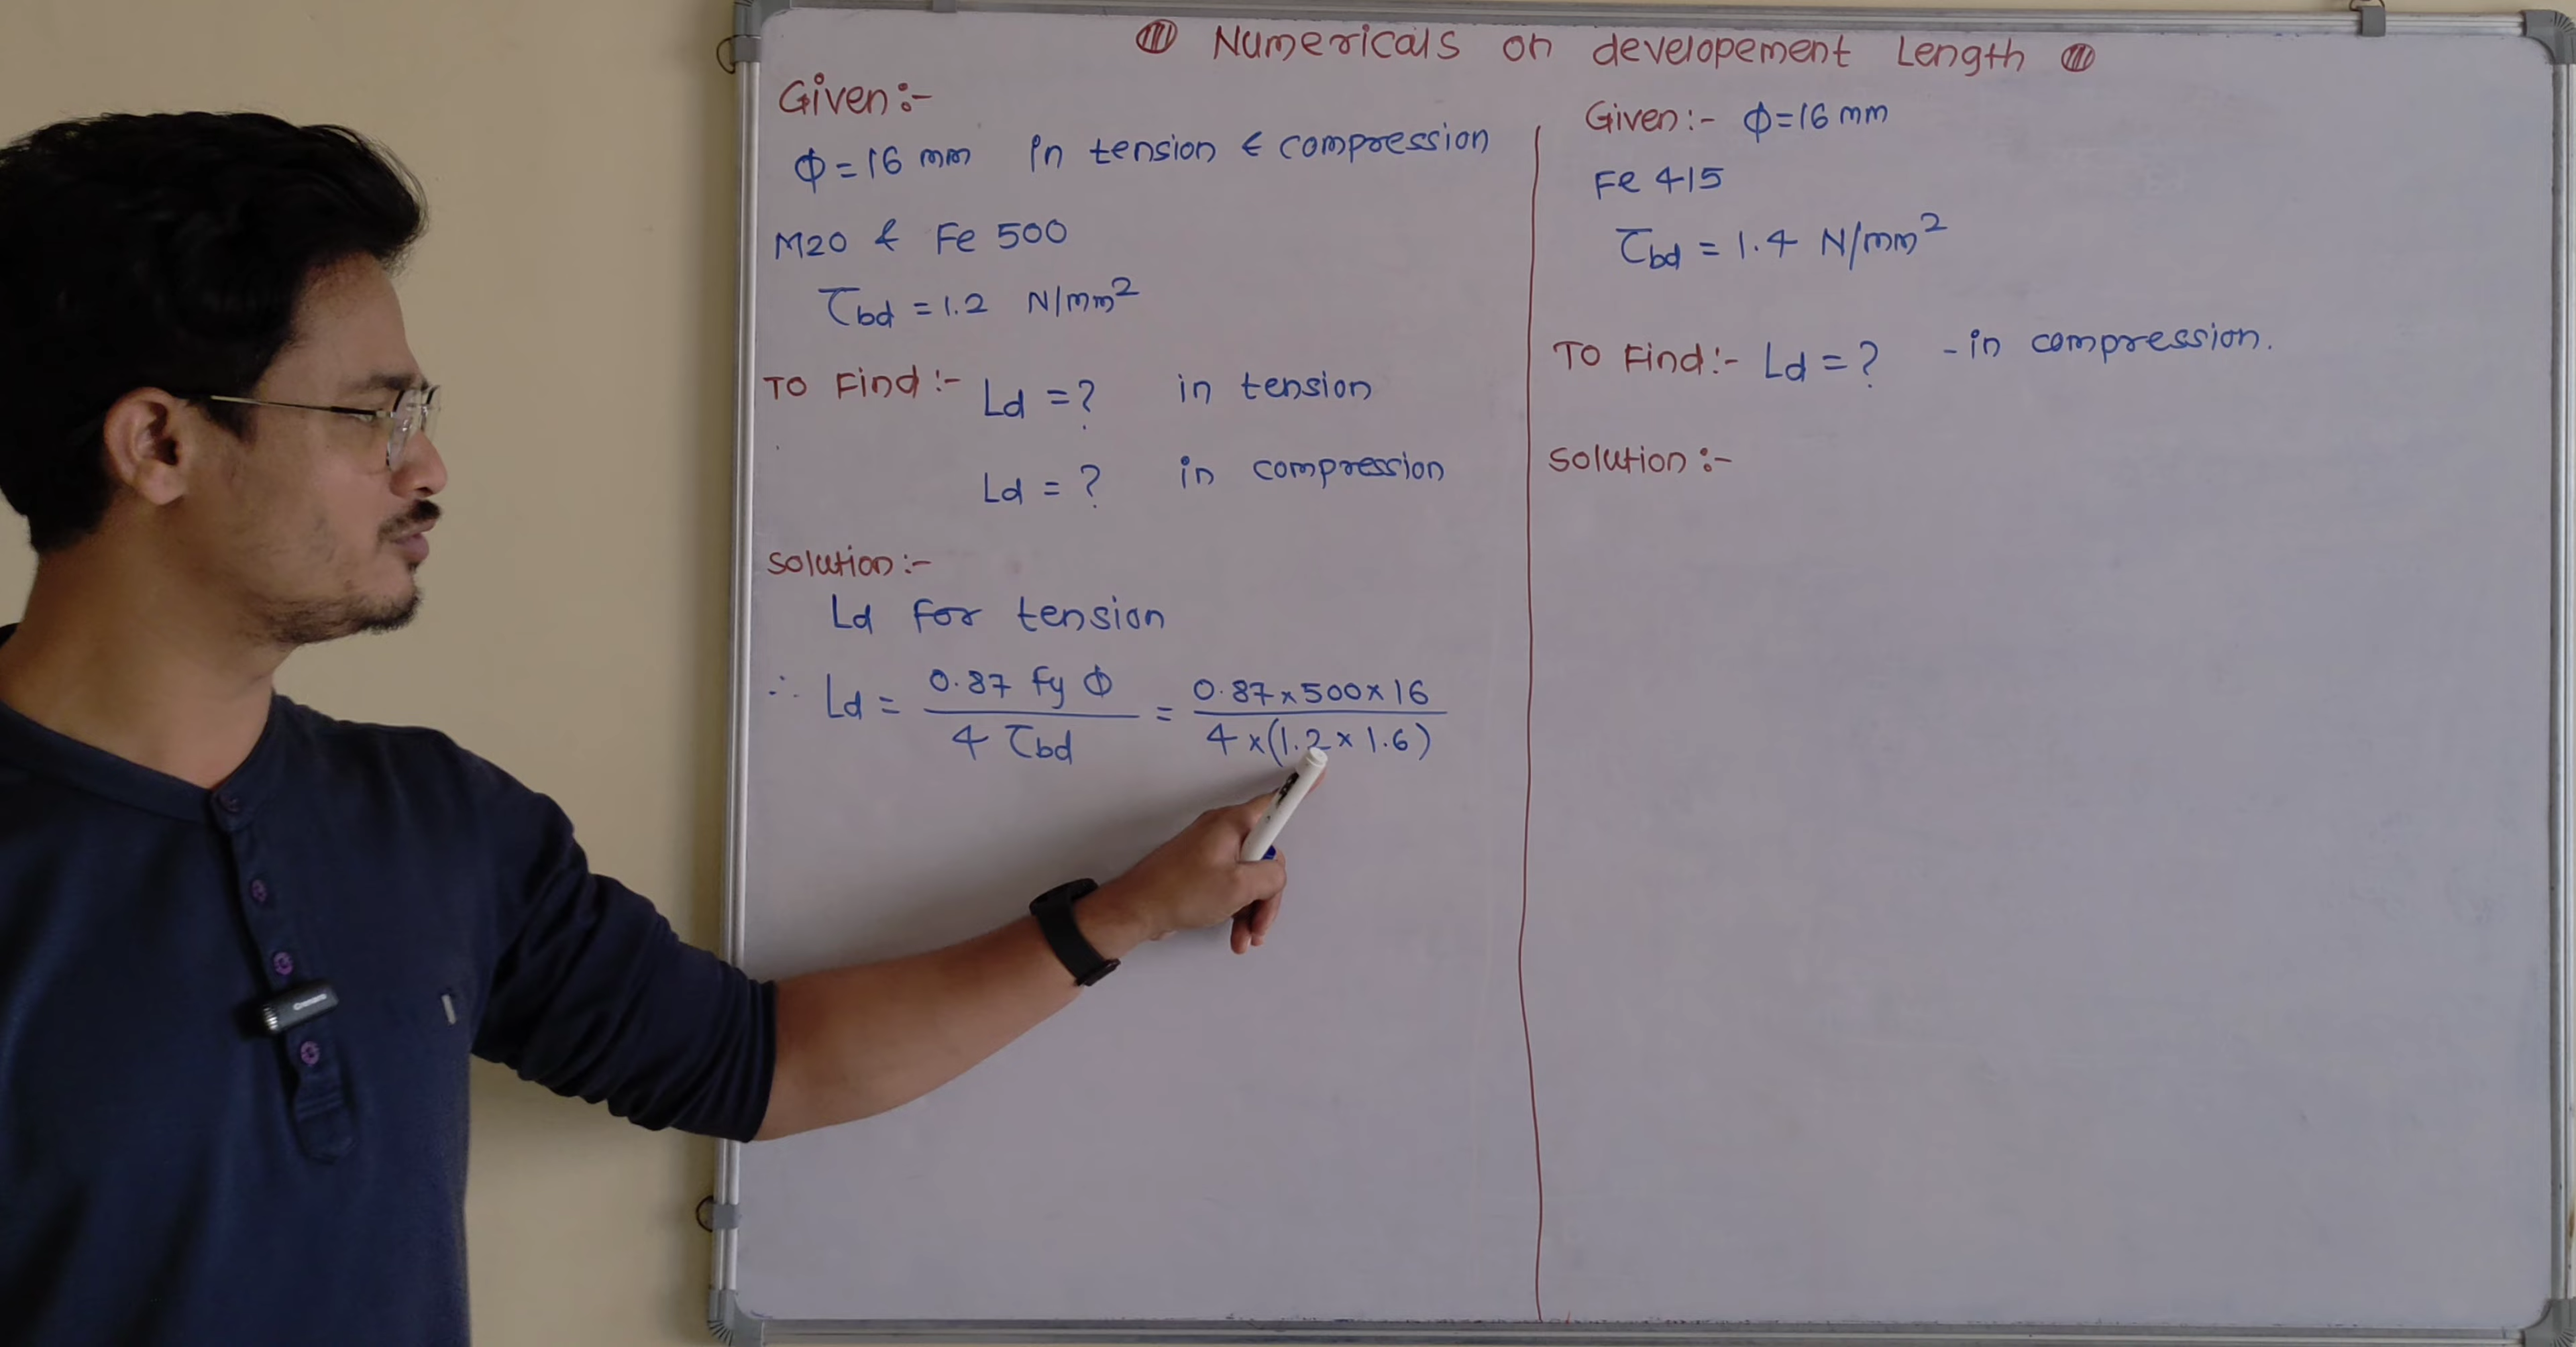 Numericals on developement Length
Given:-
Φ = 16 mm in tension & compression
M20 & Fe 500
τbd = 1.2 N/mm²
To Find :- Ld = ? in tension
Ld = ? in compression
Solution :-
Ld For tension
∴ Ld = 0.87 fy Φ / 4 τbd = 0.87 x 500 x 16 / 4 x (1.2 x 1.6)
Given :- Φ = 16 mm
Fe 415
τbd = 1.4 N/mm²
To Find :- Ld = ? - in compression.
Solution :-